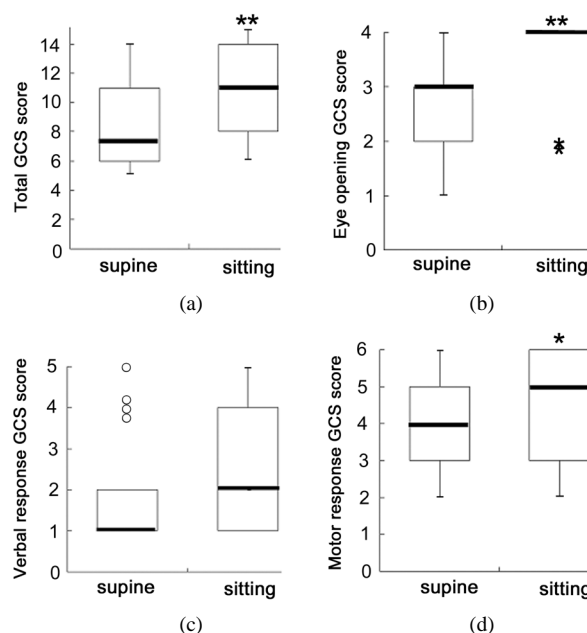 **
14
12
10
8
6
4
2
0
Total GCS score
supine sitting
(a)
**
4
3
2
1
0
Eye opening GCS score
supine sitting
(b)
5
4
3
2
1
0
Verbal response GCS score
supine sitting
(c)
*
6
5
4
3
2
1
0
Motor response GCS score
supine sitting
(d)